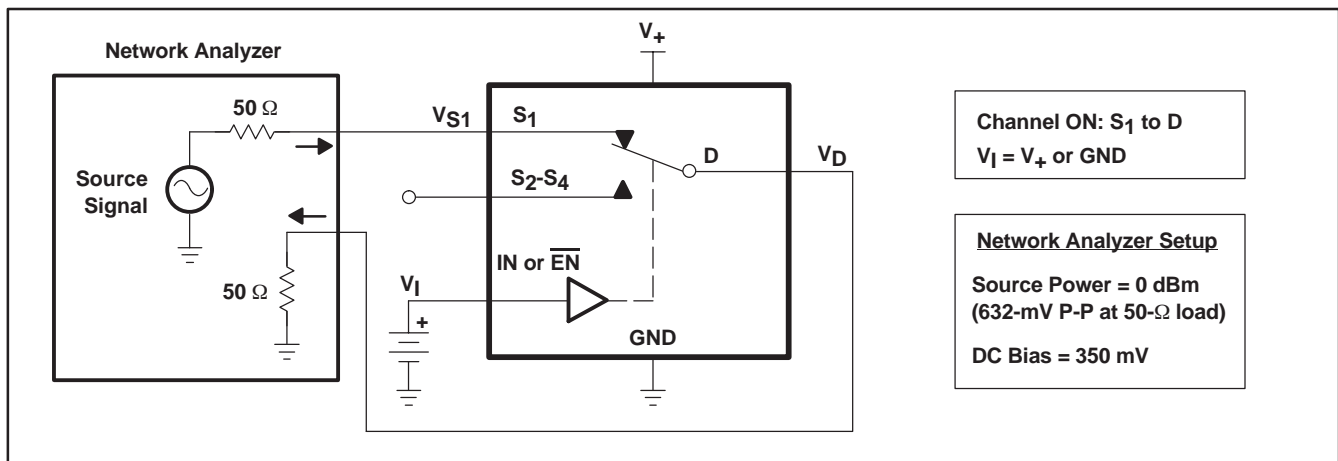 Network Analyzer
50 Ω
Source
Signal
50 Ω
V+
VS1
S1
S2-S4
D
VD
IN or E̅N̅
VI
+
GND
Channel ON: S1 to D
VI = V+ or GND
Network Analyzer Setup
Source Power = 0 dBm
(632-mV P-P at 50-Ω load)
DC Bias = 350 mV